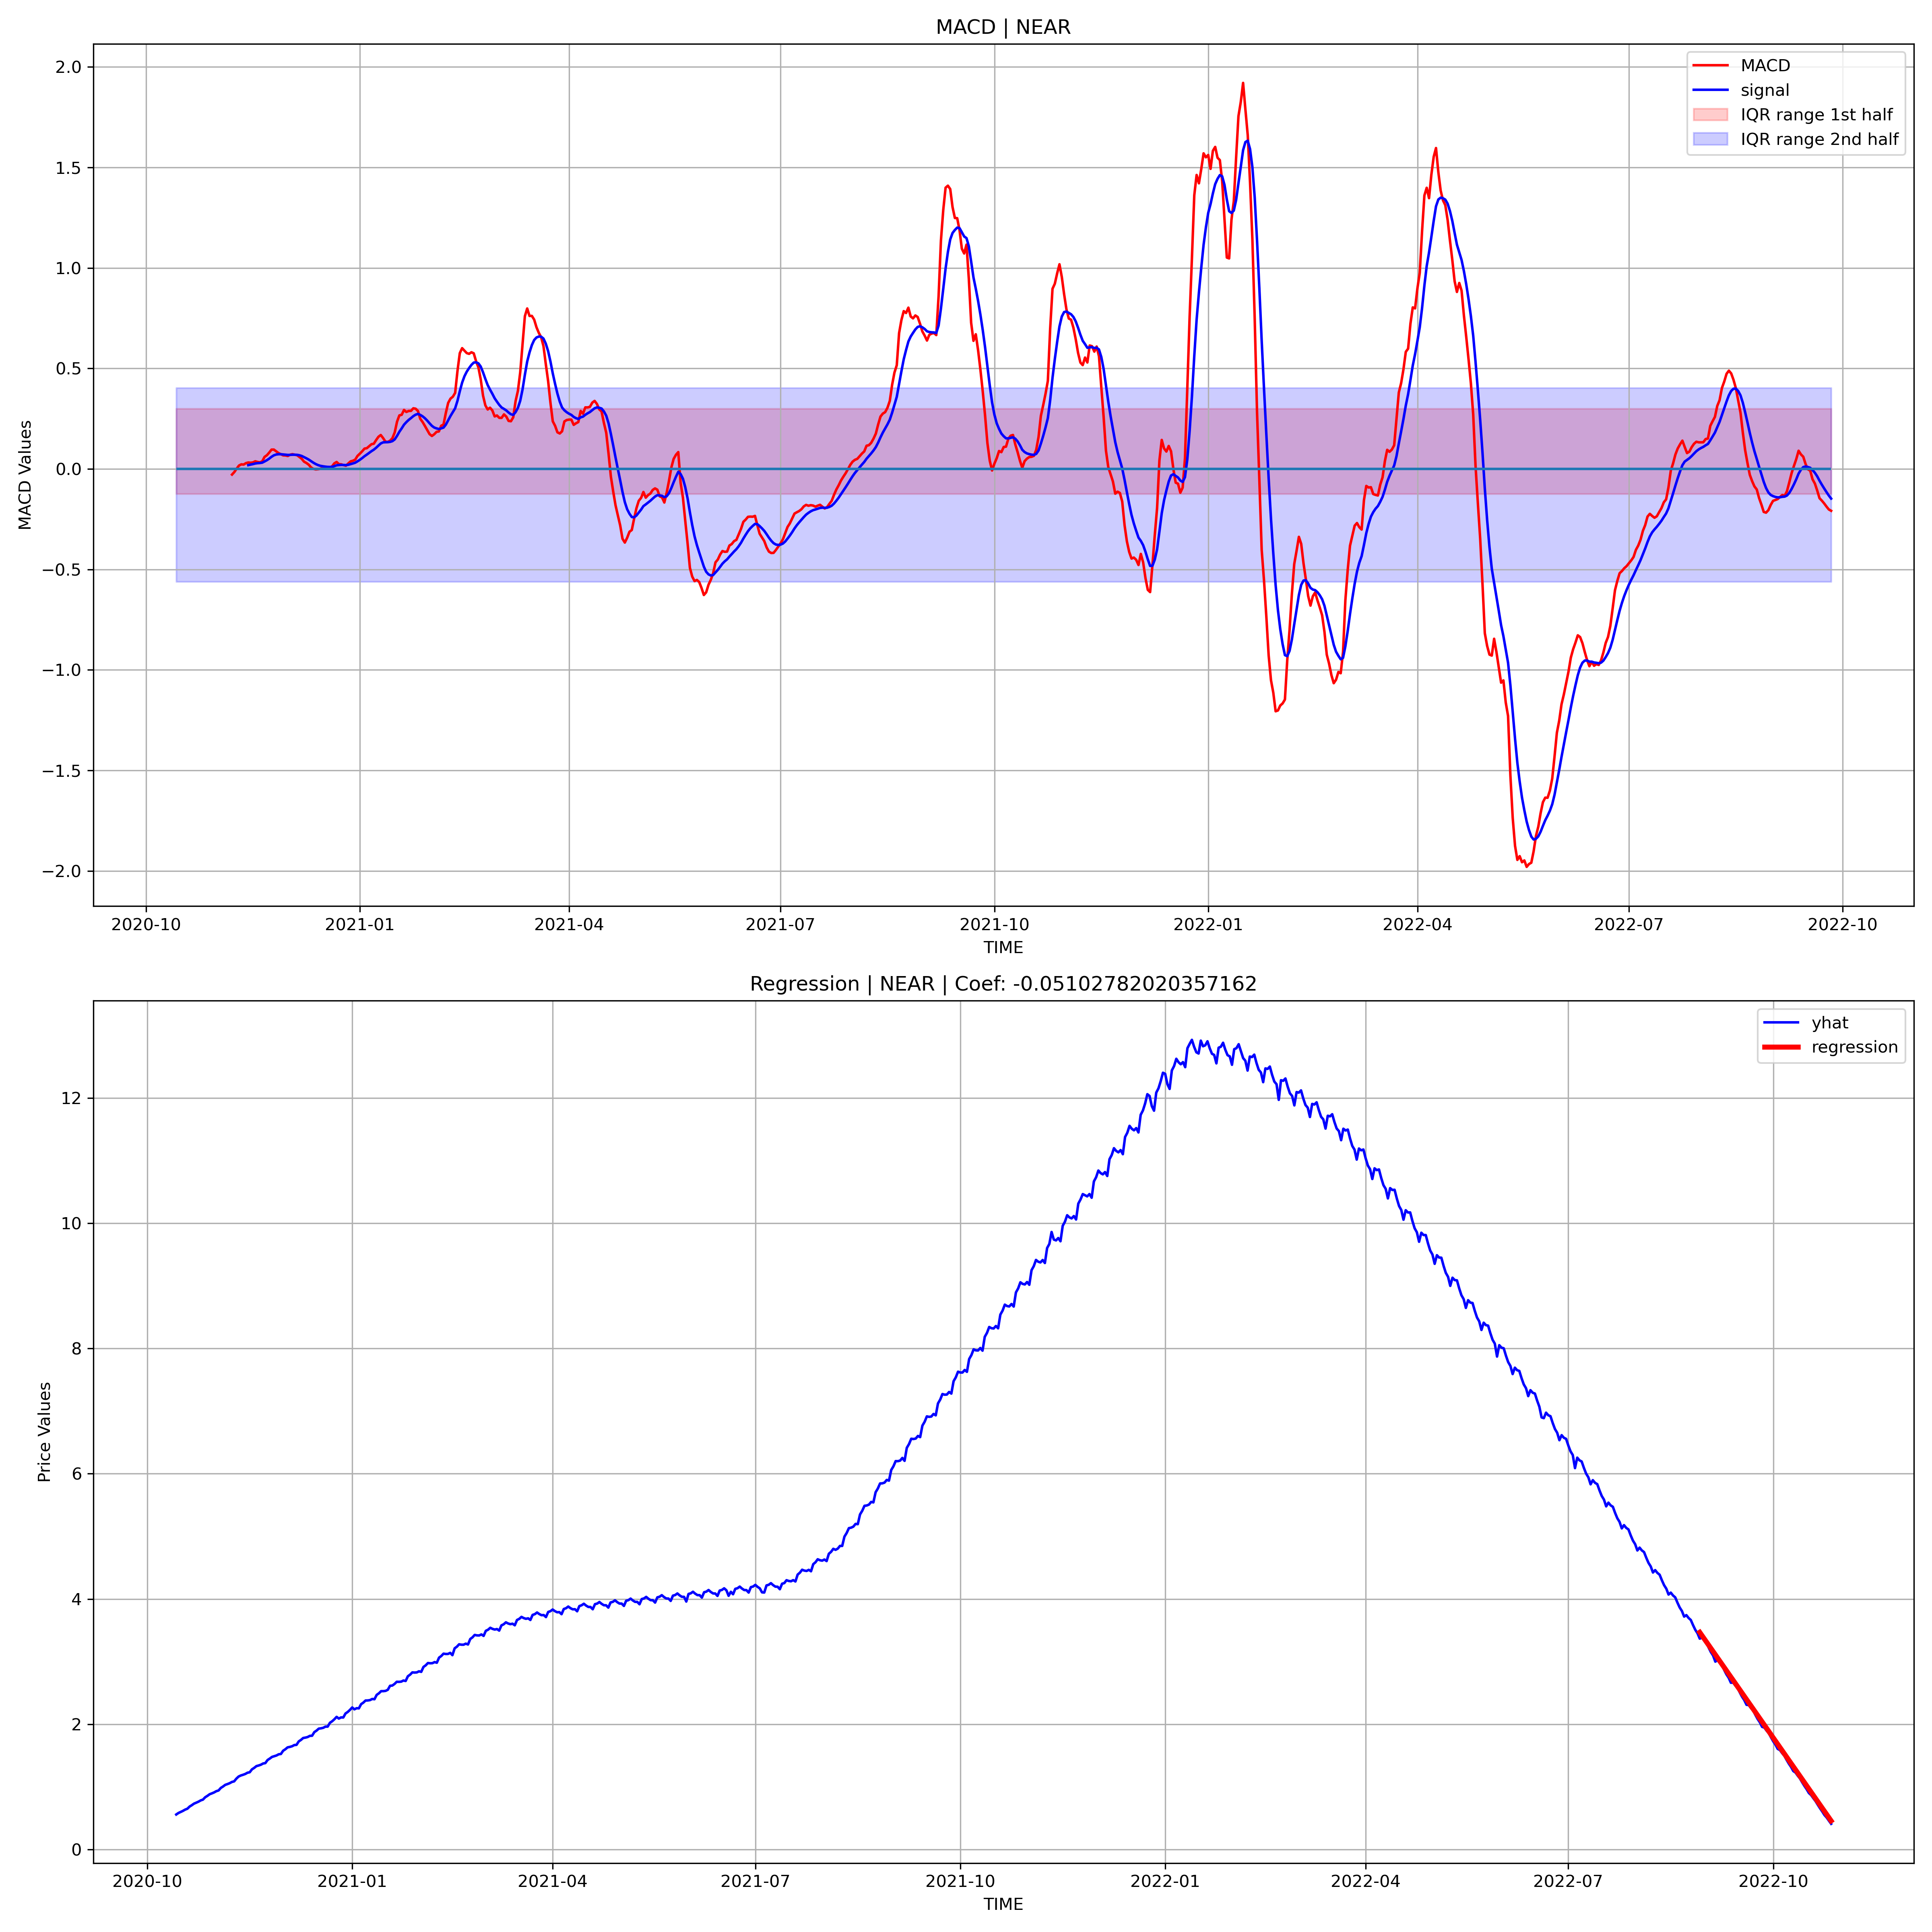 MACD | NEAR
2.0
1.5
1.0
0.5
0.0
−0.5
−1.0
−1.5
−2.0
MACD Values
MACD
signal
IQR range 1st half
IQR range 2nd half
2020-10 2021-01 2021-04 2021-07 2021-10 2022-01 2022-04 2022-07 2022-10
TIME
Regression | NEAR | Coef: -0.05102782020357162
12
10
8
6
4
2
0
Price Values
yhat
regression
2020-10 2021-01 2021-04 2021-07 2021-10 2022-01 2022-04 2022-07 2022-10
TIME